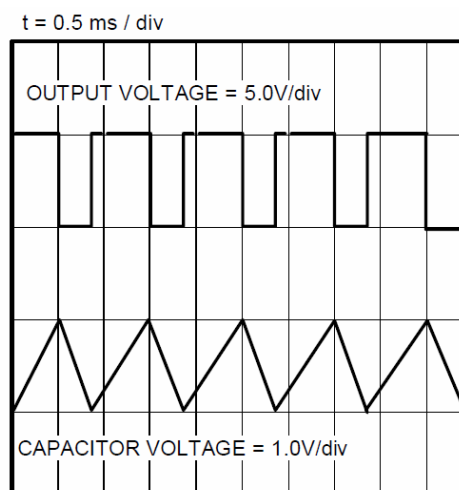 t = 0.5 ms / div
OUTPUT VOLTAGE = 5.0V/div
CAPACITOR VOLTAGE = 1.0V/div